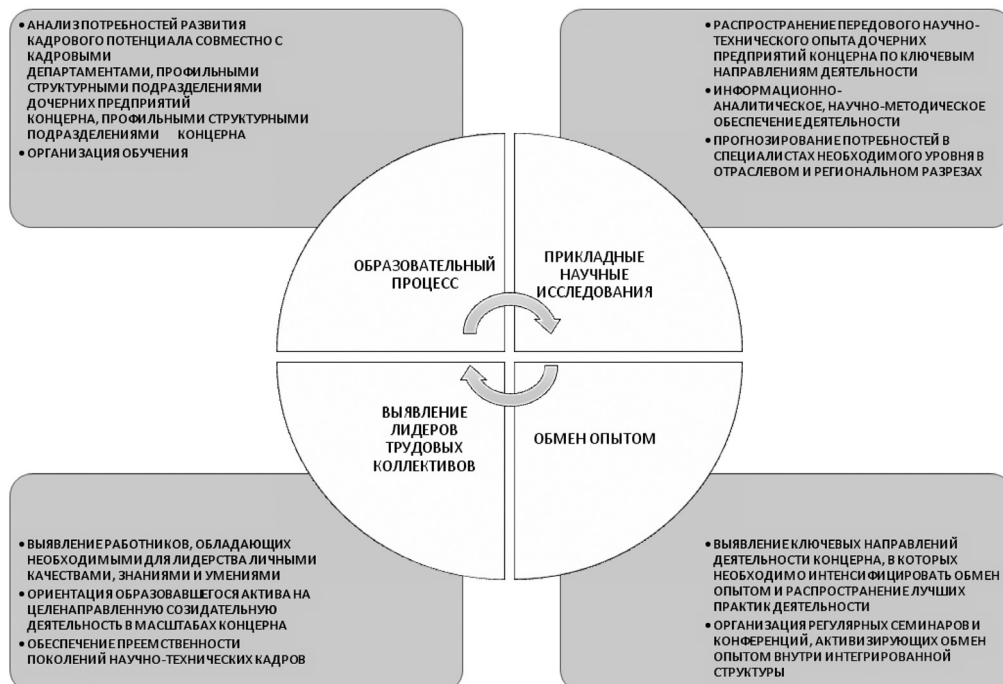 • АНАЛИЗ ПОТРЕБНОСТЕЙ РАЗВИТИЯ
КАДРОВОГО ПОТЕНЦИАЛА СОВМЕСТНО С
КАДРОВЫМИ
ДЕПАРТАМЕНТАМИ, ПРОФИЛЬНЫМИ
СТРУКТУРНЫМИ ПОДРАЗДЕЛЕНИЯМИ
ДОЧЕРНИХ ПРЕДПРИЯТИЙ
КОНЦЕРНА, ПРОФИЛЬНЫМИ СТРУКТУРНЫМИ
ПОДРАЗДЕЛЕНИЯМИ КОНЦЕРНА
• ОРГАНИЗАЦИЯ ОБУЧЕНИЯ
• РАСПРОСТРАНЕНИЕ ПЕРЕДОВОГО НАУЧНО-
ТЕХНИЧЕСКОГО ОПЫТА ДОЧЕРНИХ
ПРЕДПРИЯТИЙ КОНЦЕРНА ПО КЛЮЧЕВЫМ
НАПРАВЛЕНИЯМ ДЕЯТЕЛЬНОСТИ
• ИНФОРМАЦИОННО-
АНАЛИТИЧЕСКОЕ, НАУЧНО-МЕТОДИЧЕСКОЕ
ОБЕСПЕЧЕНИЕ ДЕЯТЕЛЬНОСТИ
• ПРОГНОЗИРОВАНИЕ ПОТРЕБНОСТЕЙ В
СПЕЦИАЛИСТАХ НЕОБХОДИМОГО УРОВНЯ В
ОТРАСЛЕВОМ И РЕГИОНАЛЬНОМ РАЗРЕЗАХ
ОБРАЗОВАТЕЛЬНЫЙ
ПРОЦЕСС
ПРИКЛАДНЫЕ
НАУЧНЫЕ
ИССЛЕДОВАНИЯ
ВЫЯВЛЕНИЕ
ЛИДЕРОВ
ТРУДОВЫХ
КОЛЛЕКТИВОВ
ОБМЕН ОПЫТОМ
• ВЫЯВЛЕНИЕ РАБОТНИКОВ, ОБЛАДАЮЩИХ
НЕОБХОДИМЫМИ ДЛЯ ЛИДЕРСТВА ЛИЧНЫМИ
КАЧЕСТВАМИ, ЗНАНИЯМИ И УМЕНИЯМИ
• ОРИЕНТАЦИЯ ОБРАЗОВАВШЕГОСЯ АКТИВА НА
ЦЕЛЕНАПРАВЛЕННУЮ СОЗИДАТЕЛЬНУЮ
ДЕЯТЕЛЬНОСТЬ В МАСШТАБАХ КОНЦЕРНА
• ОБЕСПЕЧЕНИЕ ПРЕЕМСТВЕННОСТИ
ПОКОЛЕНИЙ НАУЧНО-ТЕХНИЧЕСКИХ КАДРОВ
• ВЫЯВЛЕНИЕ КЛЮЧЕВЫХ НАПРАВЛЕНИЙ
ДЕЯТЕЛЬНОСТИ КОНЦЕРНА, В КОТОРЫХ
НЕОБХОДИМО ИНТЕНСИФИЦИРОВАТЬ ОБМЕН
ОПЫТОМ И РАСПРОСТРАНЕНИЕ ЛУЧШИХ
ПРАКТИК ДЕЯТЕЛЬНОСТИ
• ОРГАНИЗАЦИЯ РЕГУЛЯРНЫХ СЕМИНАРОВ И
КОНФЕРЕНЦИЙ, АКТИВИЗИРУЮЩИХ ОБМЕН
ОПЫТОМ ВНУТРИ ИНТЕГРИРОВАННОЙ
СТРУКТУРЫ